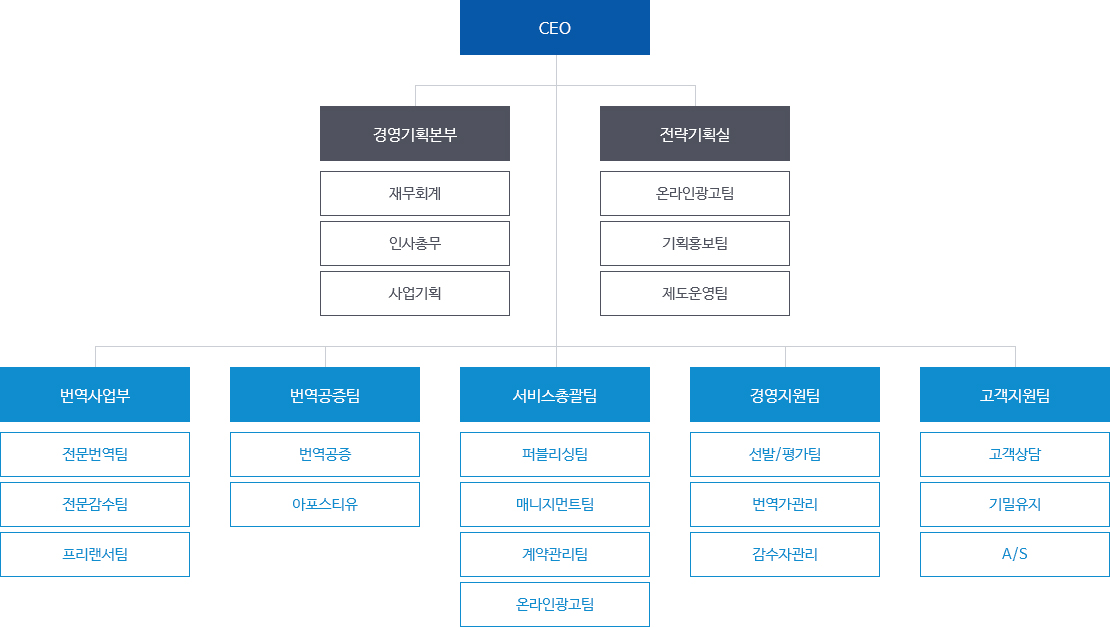 CEO
경영기획본부
재무회계
인사총무
사업기획
전략기획실
온라인광고팀
기획홍보팀
제도운영팀
번역사업부
전문번역팀
전문감수팀
프리랜서팀
번역공증팀
번역공증
아포스티유
서비스총괄팀
퍼블리싱팀
매니지먼트팀
계약관리팀
온라인광고팀
경영지원팀
선발/평가팀
번역가관리
감수자관리
고객지원팀
고객상담
기밀유지
A/S